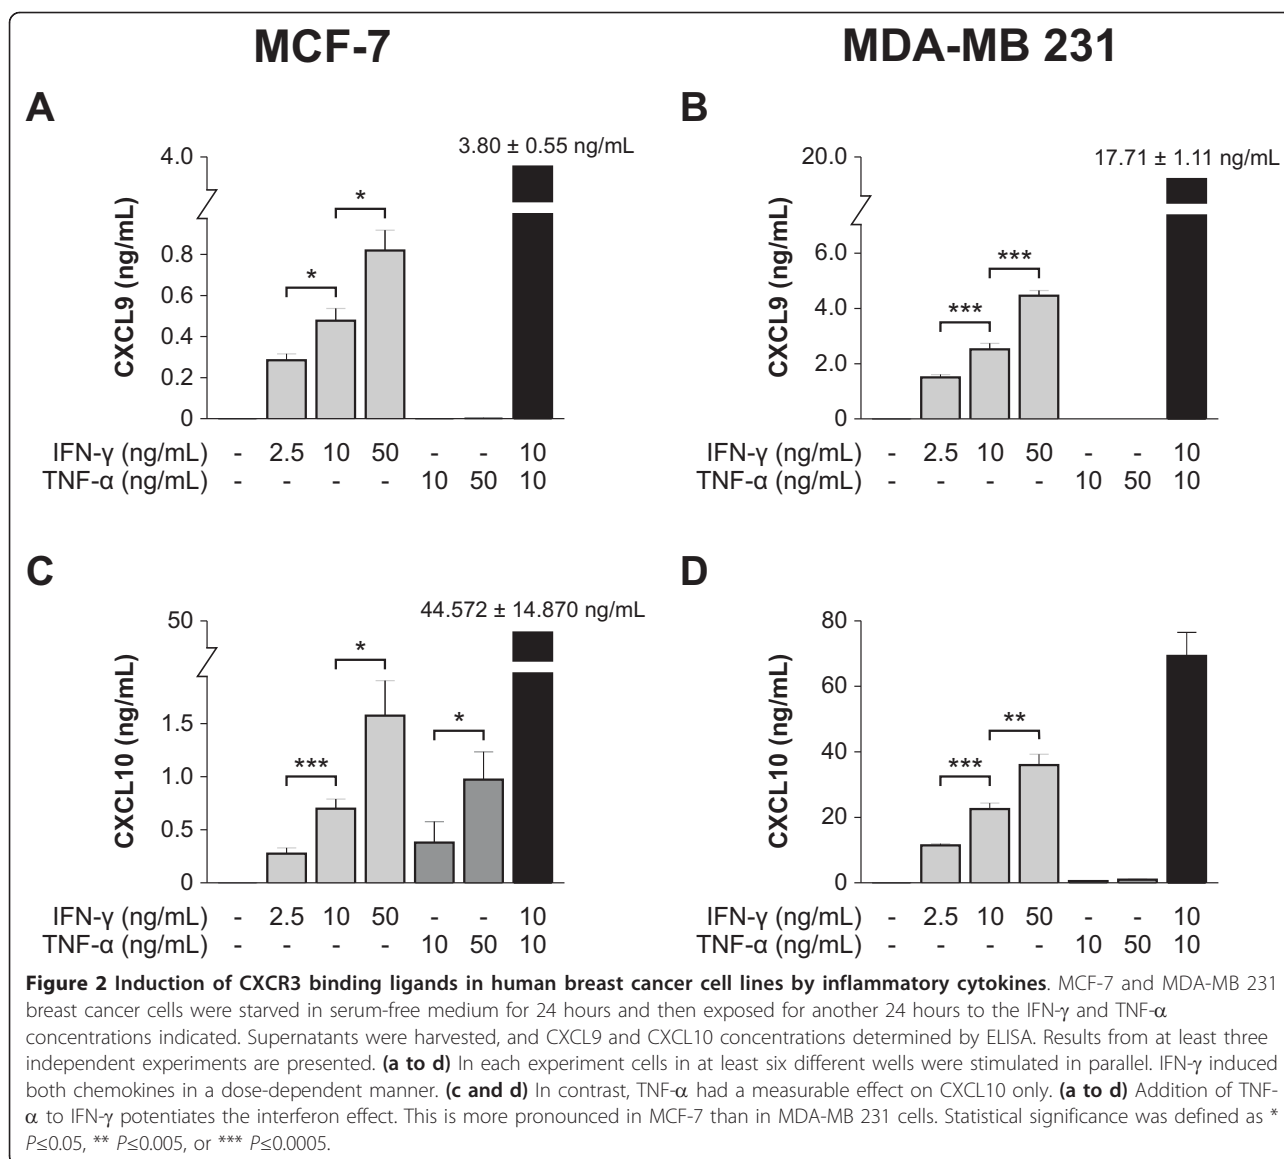 MCF-7
MDA-MB 231
A
3.80 ± 0.55 ng/mL
CXCL9 (ng/mL)
4.0
0.8
0.6
0.4
0.2
0
*
*
IFN-γ (ng/mL) - 2.5 10 50 - - 10
TNF-α (ng/mL) - - - - 10 50 10
B
17.71 ± 1.11 ng/mL
CXCL9 (ng/mL)
20.0
6.0
4.0
2.0
0
***
***
IFN-γ (ng/mL) - 2.5 10 50 - - 10
TNF-α (ng/mL) - - - - 10 50 10
C
44.572 ± 14.870 ng/mL
CXCL10 (ng/mL)
50
1.5
1.0
0.5
0
***
*
*
IFN-γ (ng/mL) - 2.5 10 50 - - 10
TNF-α (ng/mL) - - - - 10 50 10
D
CXCL10 (ng/mL)
80
60
40
20
0
***
**
IFN-γ (ng/mL) - 2.5 10 50 - - 10
TNF-α (ng/mL) - - - - 10 50 10
Figure 2 Induction of CXCR3 binding ligands in human breast cancer cell lines by inflammatory cytokines. MCF-7 and MDA-MB 231
breast cancer cells were starved in serum-free medium for 24 hours and then exposed for another 24 hours to the IFN-γ and TNF-α
concentrations indicated. Supernatants were harvested, and CXCL9 and CXCL10 concentrations determined by ELISA. Results from at least three
independent experiments are presented. (a to d) In each experiment cells in at least six different wells were stimulated in parallel. IFN-γ induced
both chemokines in a dose-dependent manner. (c and d) In contrast, TNF-α had a measurable effect on CXCL10 only. (a to d) Addition of TNF-
α to IFN-γ potentiates the interferon effect. This is more pronounced in MCF-7 than in MDA-MB 231 cells. Statistical significance was defined as *
P≤0.05, ** P≤0.005, or *** P≤0.0005.